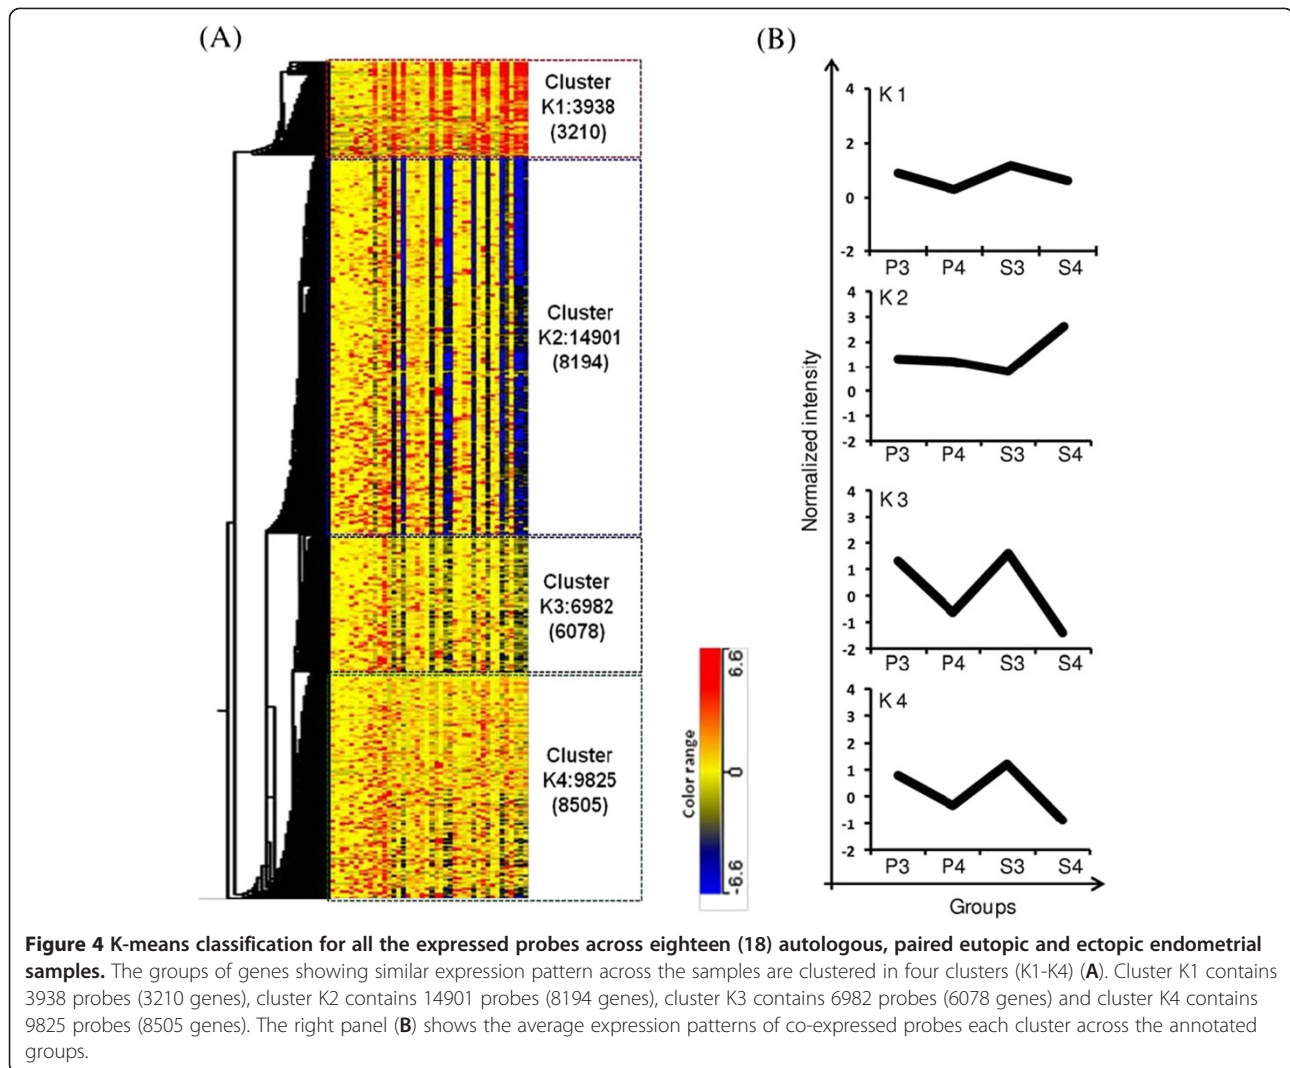 (A)
Cluster
K1:3938
(3210)
Cluster
K2:14901
(8194)
Cluster
K3:6982
(6078)
Cluster
K4:9825
(8505)
Color range
6.6
0
-6.6
(B)
Normalized intensity
K1
4
2
0
-2
P3 P4 S3 S4
K2
4
3
2
1
0
-1
-2
P3 P4 S3 S4
K3
4
3
2
1
0
-1
-2
P3 P4 S3 S4
K4
4
3
2
1
0
-1
-2
P3 P4 S3 S4
Groups
Figure 4 K-means classification for all the expressed probes across eighteen (18) autologous, paired eutopic and ectopic endometrial
samples. The groups of genes showing similar expression pattern across the samples are clustered in four clusters (K1-K4) (A). Cluster K1 contains
3938 probes (3210 genes), cluster K2 contains 14901 probes (8194 genes), cluster K3 contains 6982 probes (6078 genes) and cluster K4 contains
9825 probes (8505 genes). The right panel (B) shows the average expression patterns of co-expressed probes each cluster across the annotated
groups.